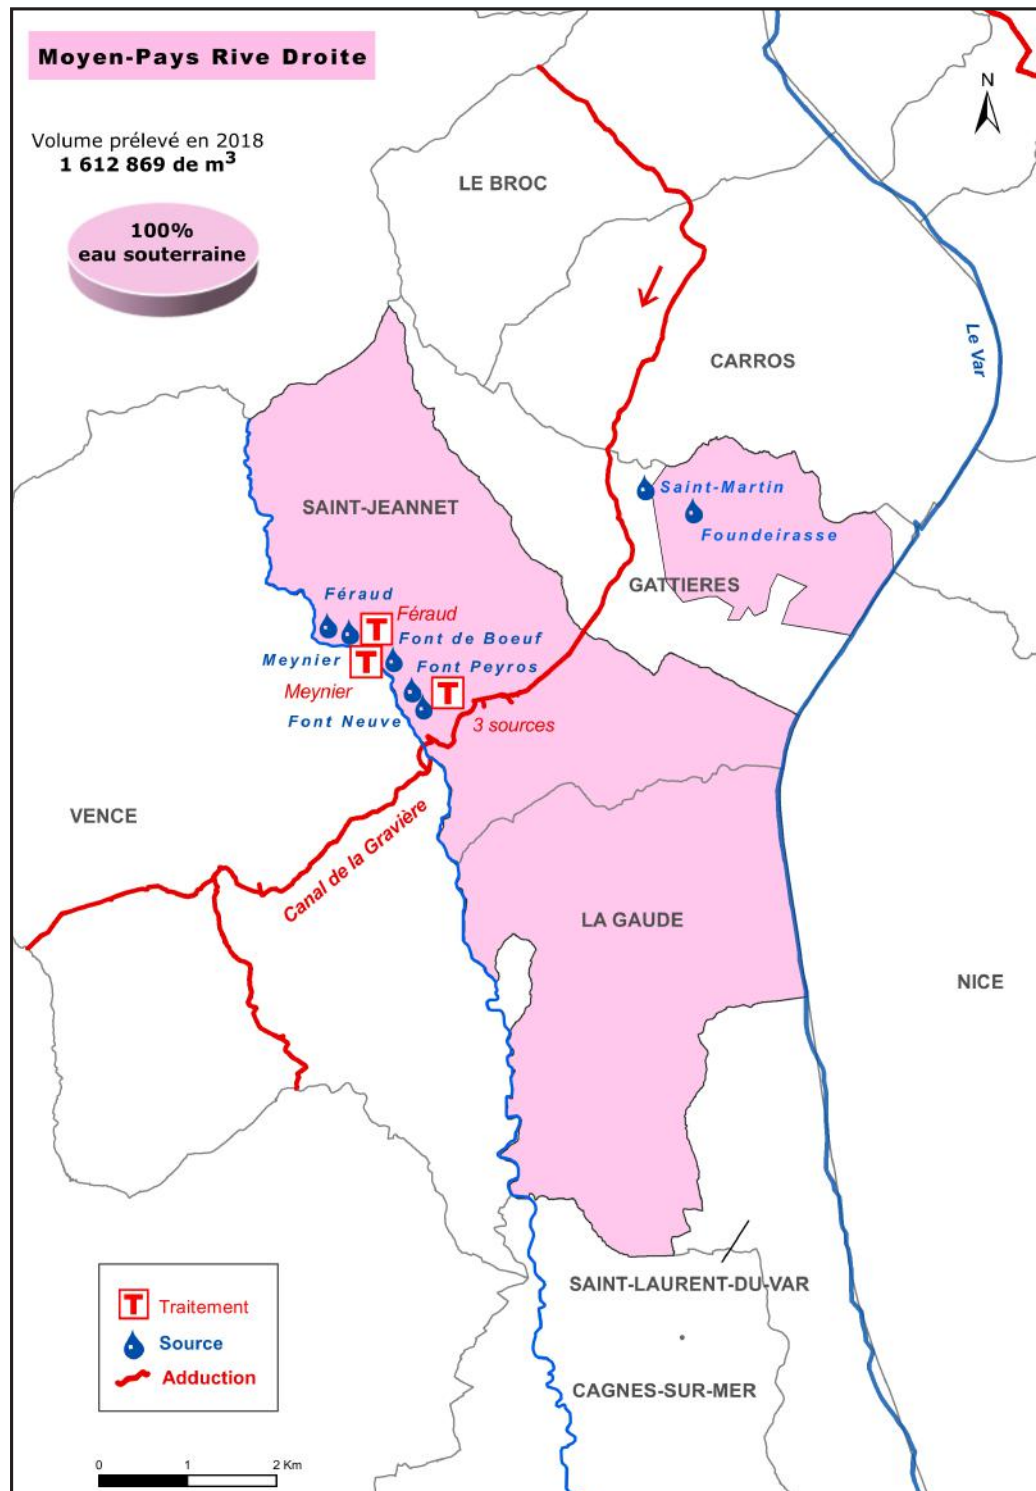 Moyen-Pays Rive Droite
Volume prélevé en 2018
1 612 869 de m³
100%
eau souterraine
N
LE BROC
CARROS
Le Var
SAINT-JEANNET
Saint-Martin
Foundeirasse
GATTIERES
Féraud
Féraud
T
Font de Boeuf
Meynier
T
Font Peyros
Meynier
T
Font Neuve
3 sources
VENCE
Canal de la Gravière
LA GAUDE
NICE
SAINT-LAURENT-DU-VAR
CAGNES-SUR-MER
T Traitement
Source
Adduction
0 1 2 Km